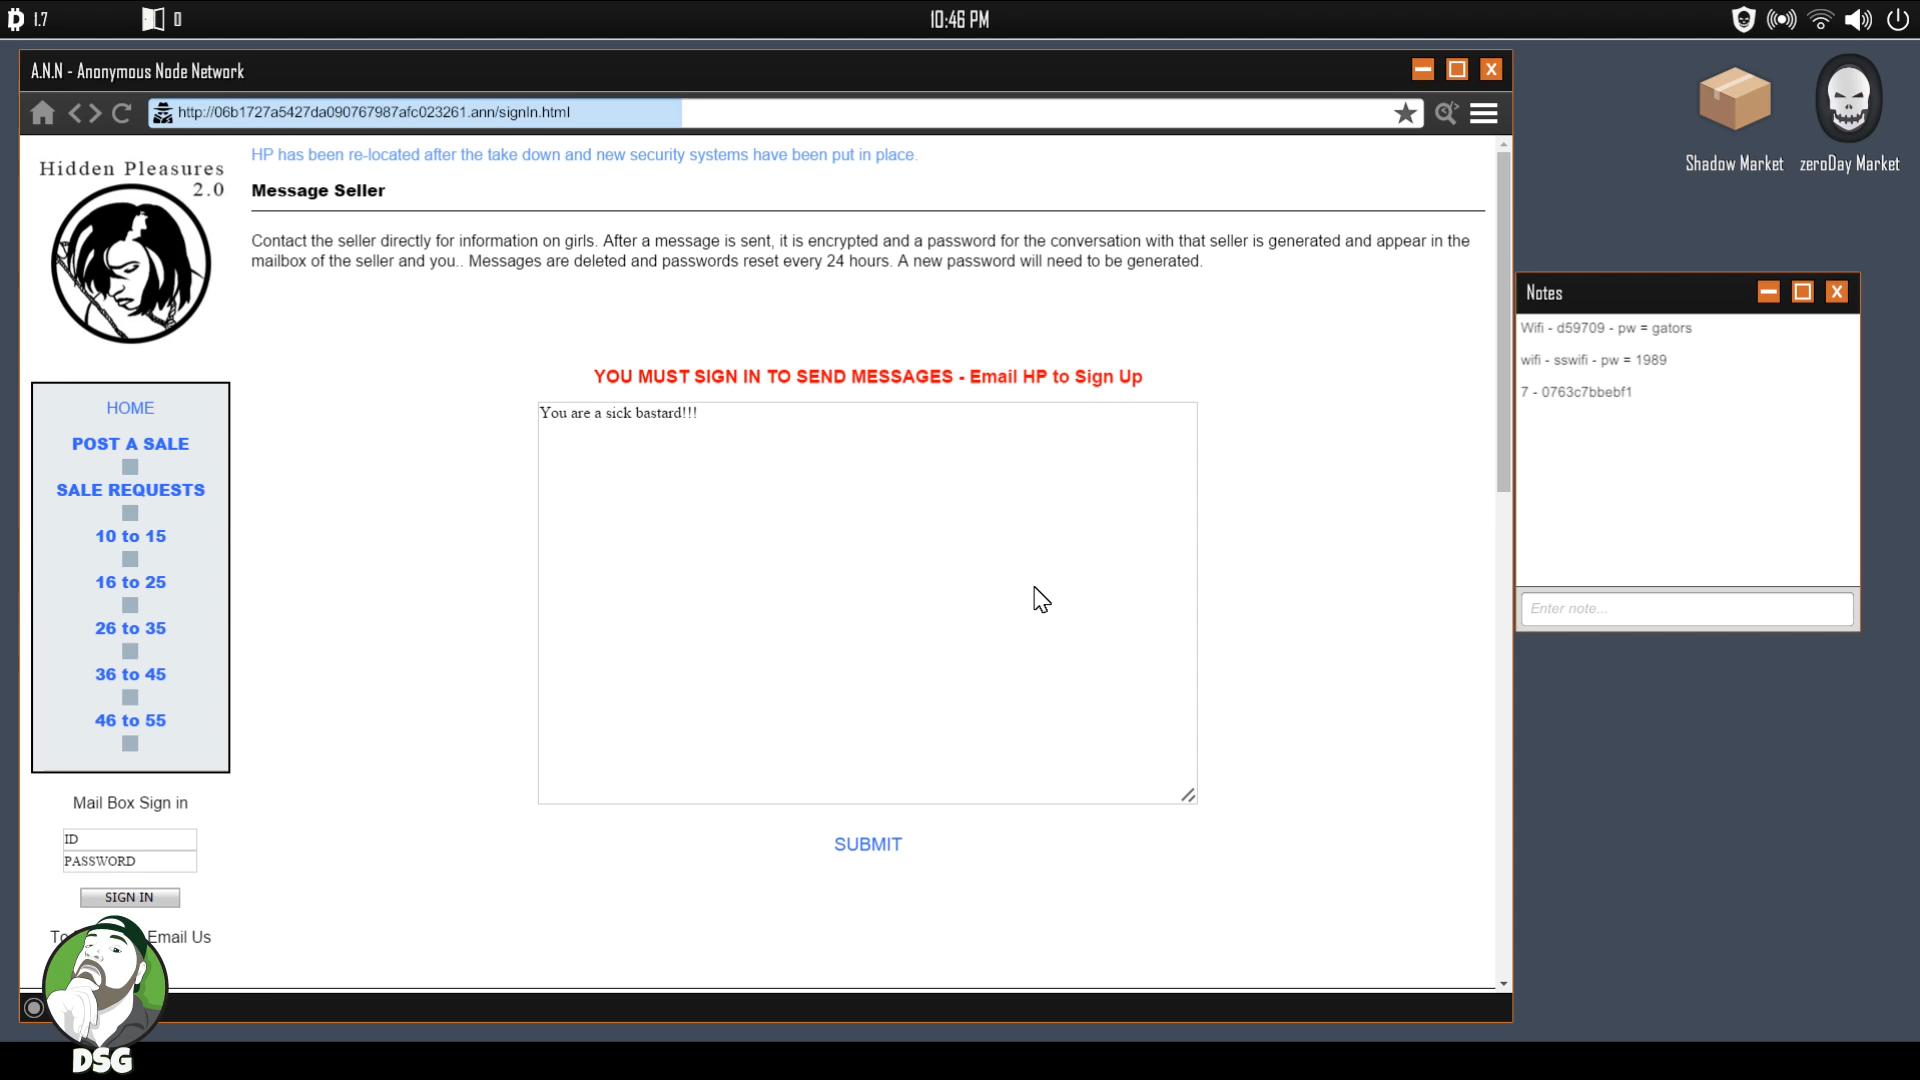 1.7
0
10:46 PM
A.N.N - Anonymous Node Network
http://06b1727a5427da090767987afc023261.ann/signIn.html
Shadow Market
zeroDay Market
Hidden Pleasures
2.0
HP has been re-located after the take down and new security systems have been put in place.
Message Seller
Contact the seller directly for information on girls. After a message is sent, it is encrypted and a password for the conversation with that seller is generated and appear in the
mailbox of the seller and you.. Messages are deleted and passwords reset every 24 hours. A new password will need to be generated.
YOU MUST SIGN IN TO SEND MESSAGES - Email HP to Sign Up
You are a sick bastard!!!
SUBMIT
HOME
POST A SALE
SALE REQUESTS
10 to 15
16 to 25
26 to 35
36 to 45
46 to 55
Mail Box Sign in
ID
PASSWORD
SIGN IN
Email Us
DSG
Notes
Wifi - d59709 - pw = gators
wifi - sswifi - pw = 1989
7 - 0763c7bbebf1
Enter note...